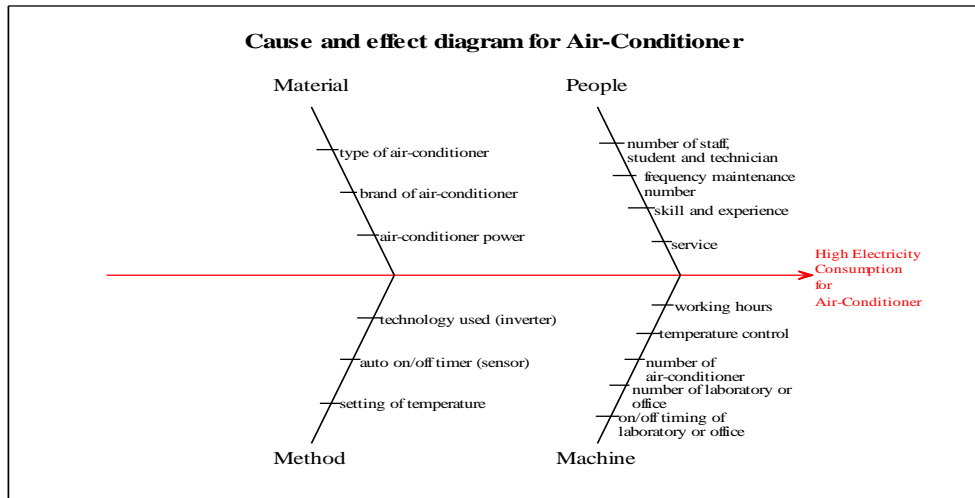 Cause and effect diagram for Air-Conditioner
Material
People
type of air-conditioner
brand of air-conditioner
air-conditioner power
number of staff,
student and technician
frequency maintenance
number
skill and experience
service
High Electricity
Consumption
for
Air-Conditioner
technology used (inverter)
auto on/off timer (sensor)
setting of temperature
working hours
temperature control
number of
air-conditioner
number of laboratory or
office
on/off timing of
laboratory or office
Method
Machine